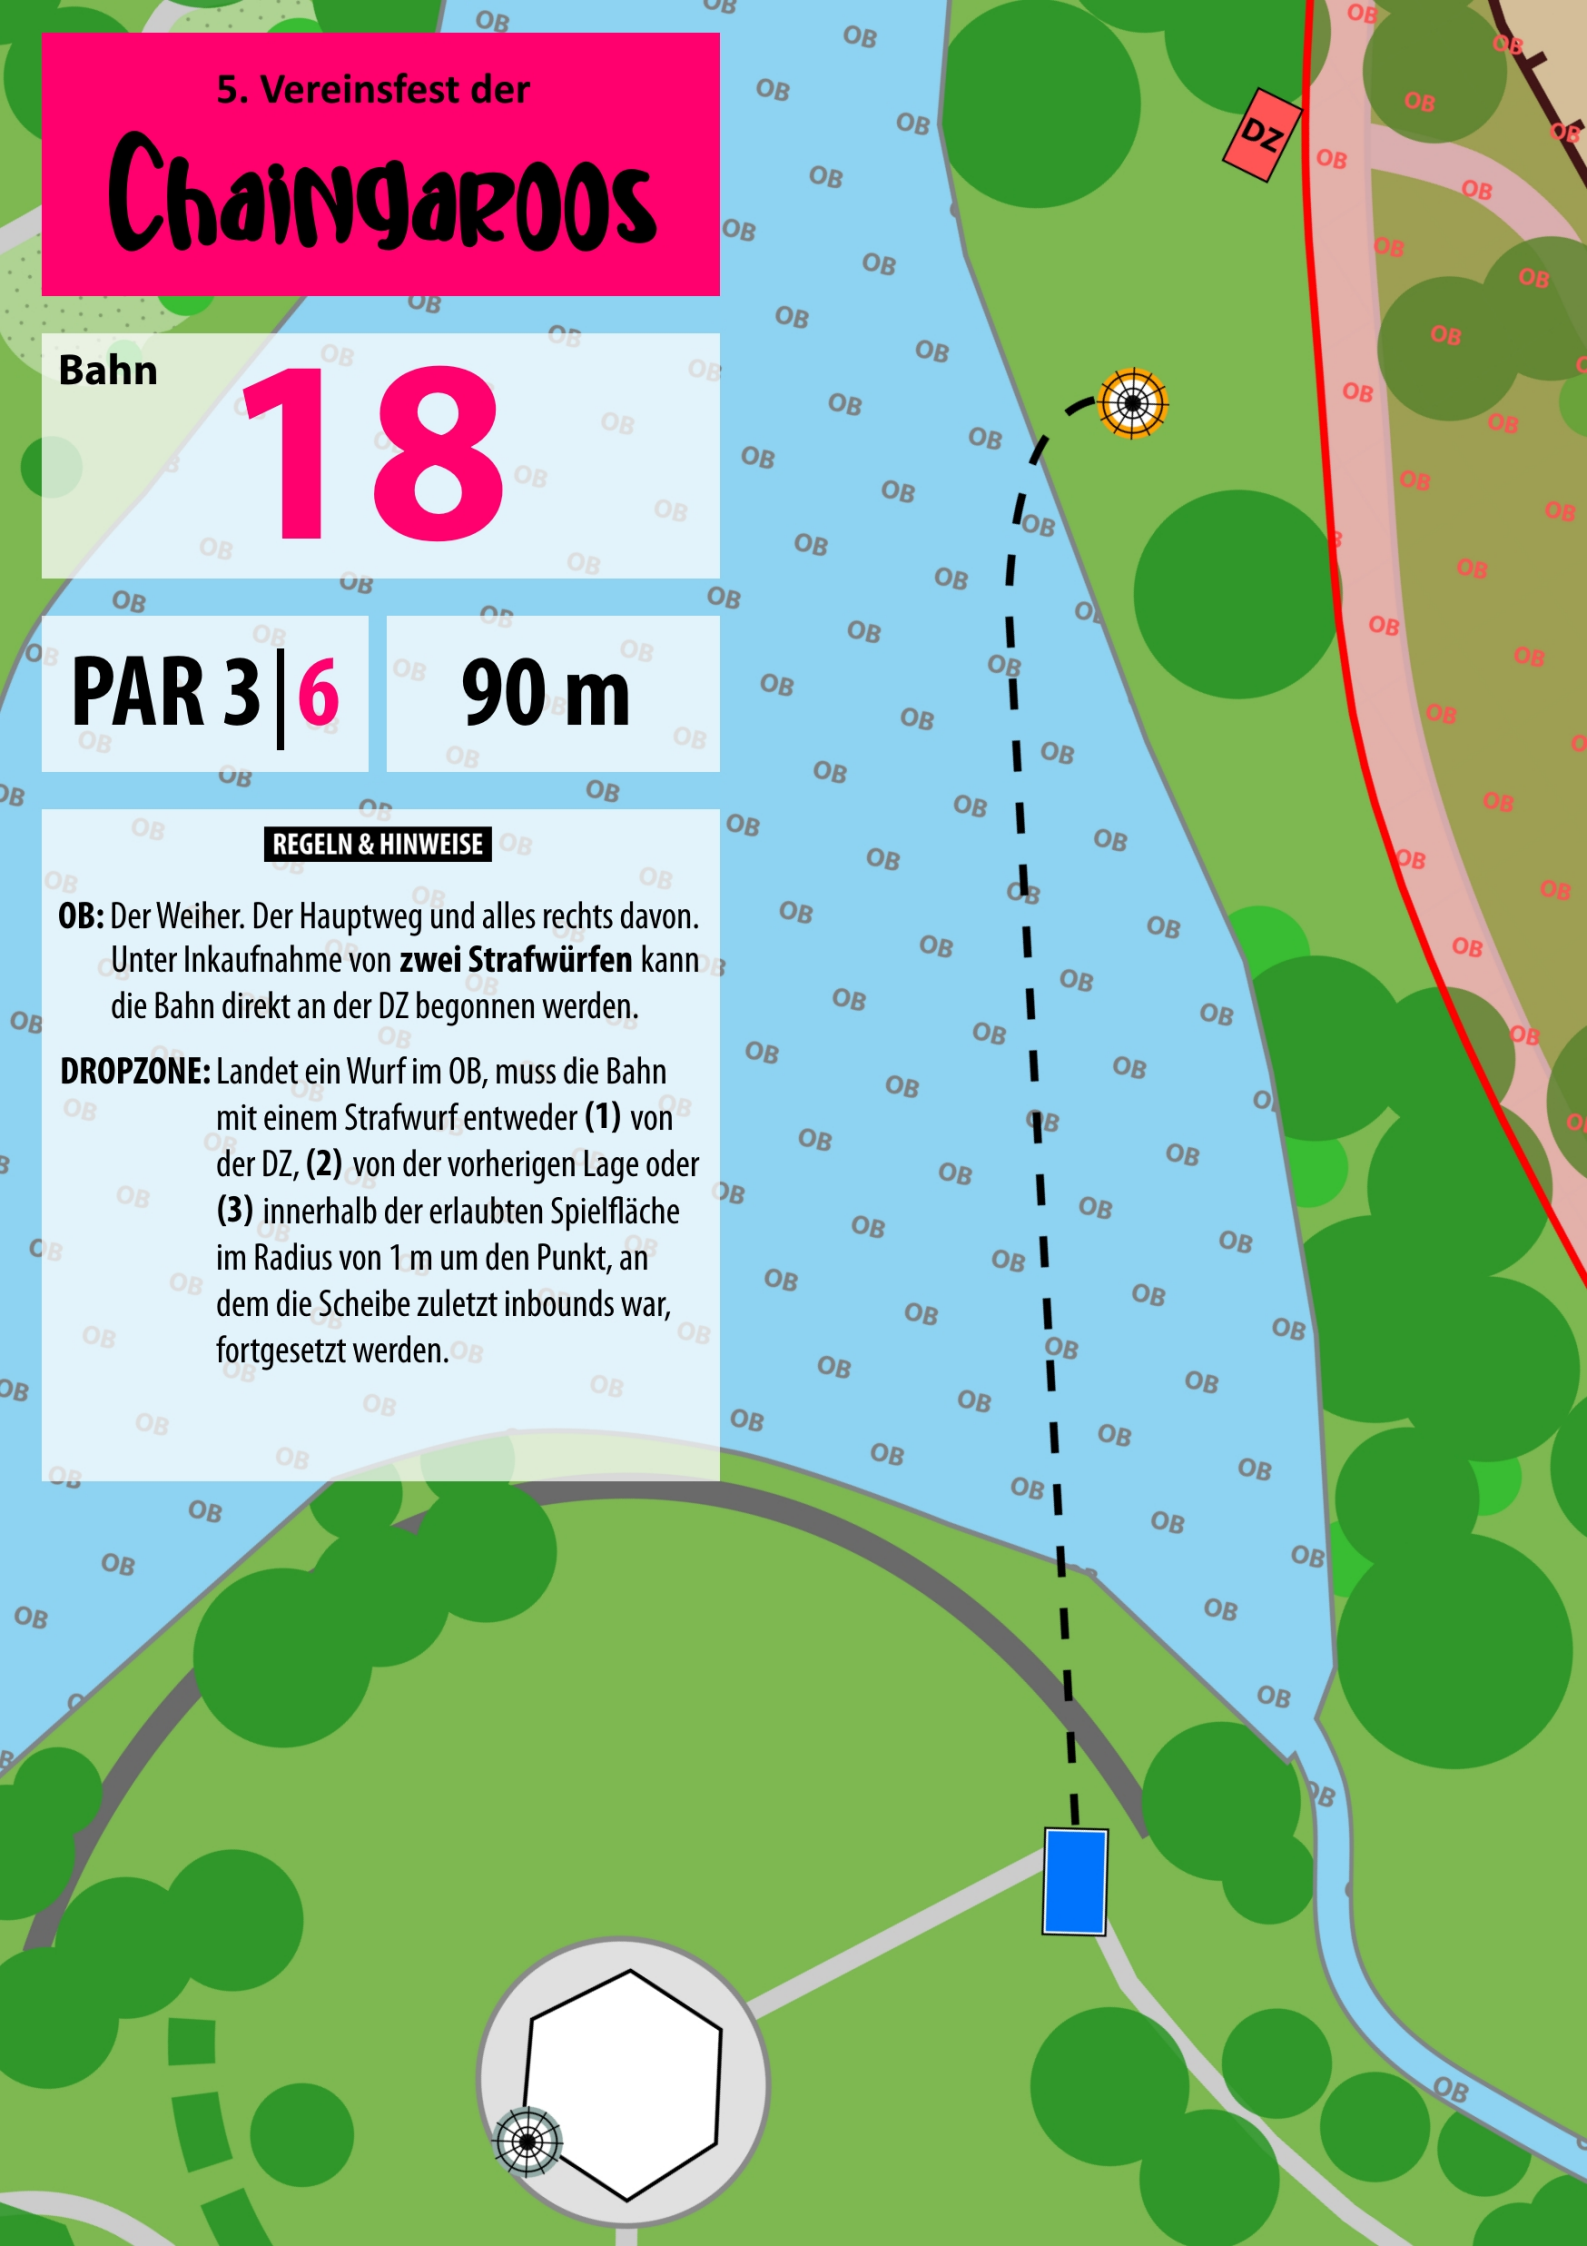 5. Vereinsfest der
Chaingaroos
Bahn
18
PAR 3|6
90 m
REGELN & HINWEISE
OB: Der Weiher. Der Hauptweg und alles rechts davon.
Unter Inkaufnahme von zwei Strafwürfen kann
die Bahn direkt an der DZ begonnen werden.
DROPZONE: Landet ein Wurf im OB, muss die Bahn
mit einem Strafwurf entweder (1) von
der DZ, (2) von der vorherigen Lage oder
(3) innerhalb der erlaubten Spielfläche
im Radius von 1 m um den Punkt, an
dem die Scheibe zuletzt inbounds war,
fortgesetzt werden.
DZ
OB